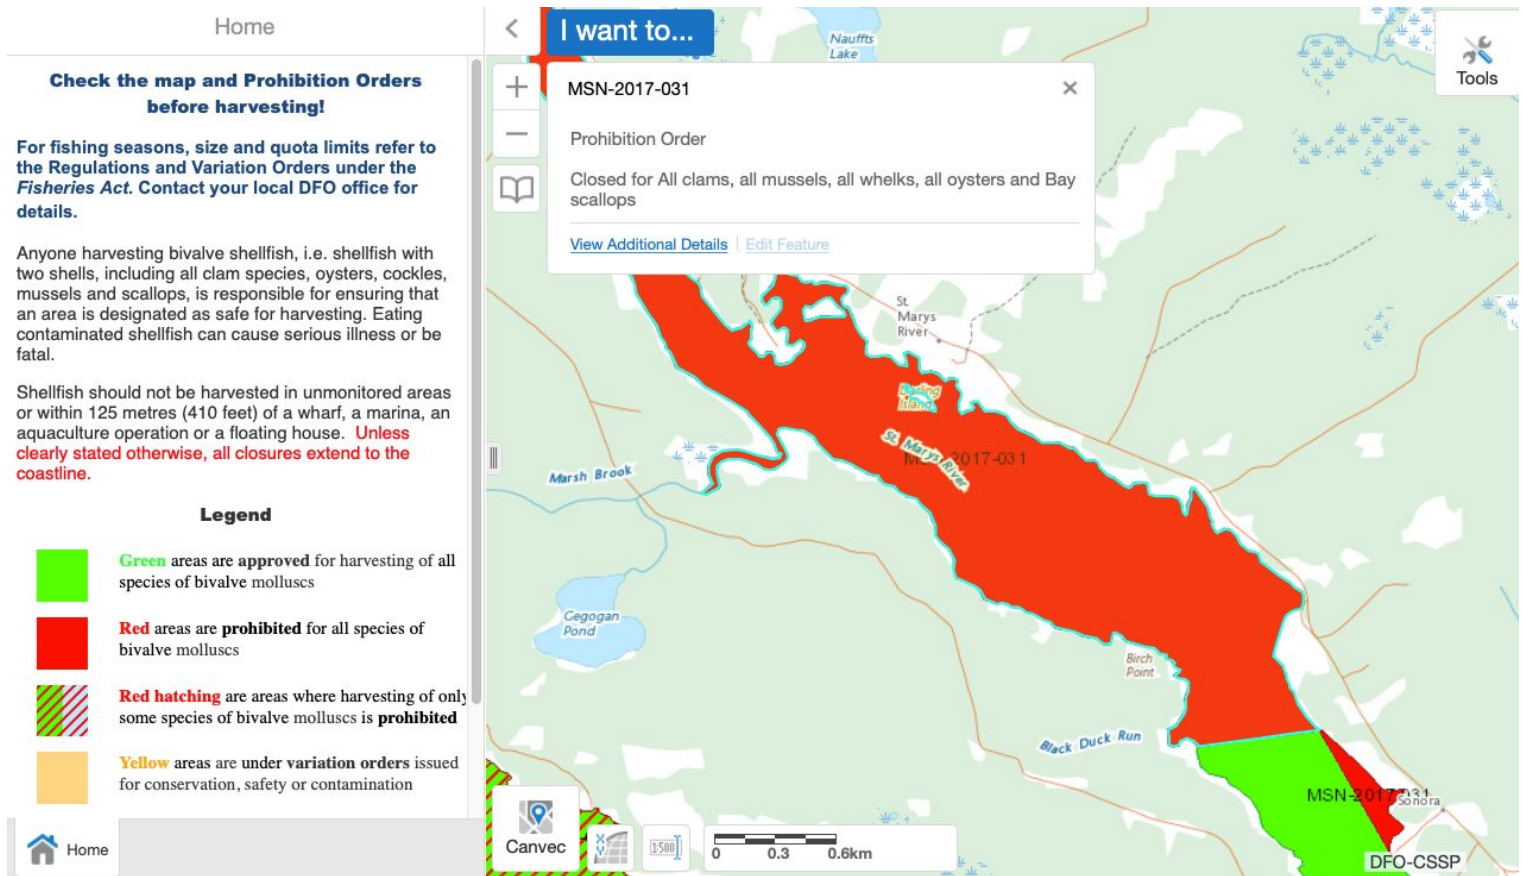 Home
Check the map and Prohibition Orders
before harvesting!
For fishing seasons, size and quota limits refer to
the Regulations and Variation Orders under the
Fisheries Act. Contact your local DFO office for
details.
Anyone harvesting bivalve shellfish, i.e. shellfish with
two shells, including all clam species, oysters, cockles,
mussels and scallops, is responsible for ensuring that
an area is designated as safe for harvesting. Eating
contaminated shellfish can cause serious illness or be
fatal.
Shellfish should not be harvested in unmonitored areas
or within 125 metres (410 feet) of a wharf, a marina, an
aquaculture operation or a floating house. Unless
clearly stated otherwise, all closures extend to the
coastline.
Legend
Green areas are approved for harvesting of all
species of bivalve molluscs
Red areas are prohibited for all species of
bivalve molluscs
Red hatching are areas where harvesting of only
some species of bivalve molluscs is prohibited
Yellow areas are under variation orders issued
for conservation, safety or contamination
Home
I want to...
Nauffts
Lake
Tools
MSN-2017-031
Prohibition Order
Closed for All clams, all mussels, all whelks, all oysters and Bay
scallops
View Additional Details
Edit Feature
St
Marys
River
Darling
Island
St. Marys River
MSN-2017-031
Marsh Brook
Gegogan
Pond
Birch
Point
Black Duck Run
MSN-2017-031
Sonora
Canvec
1:500
0 0.3 0.6km
DFO-CSSP